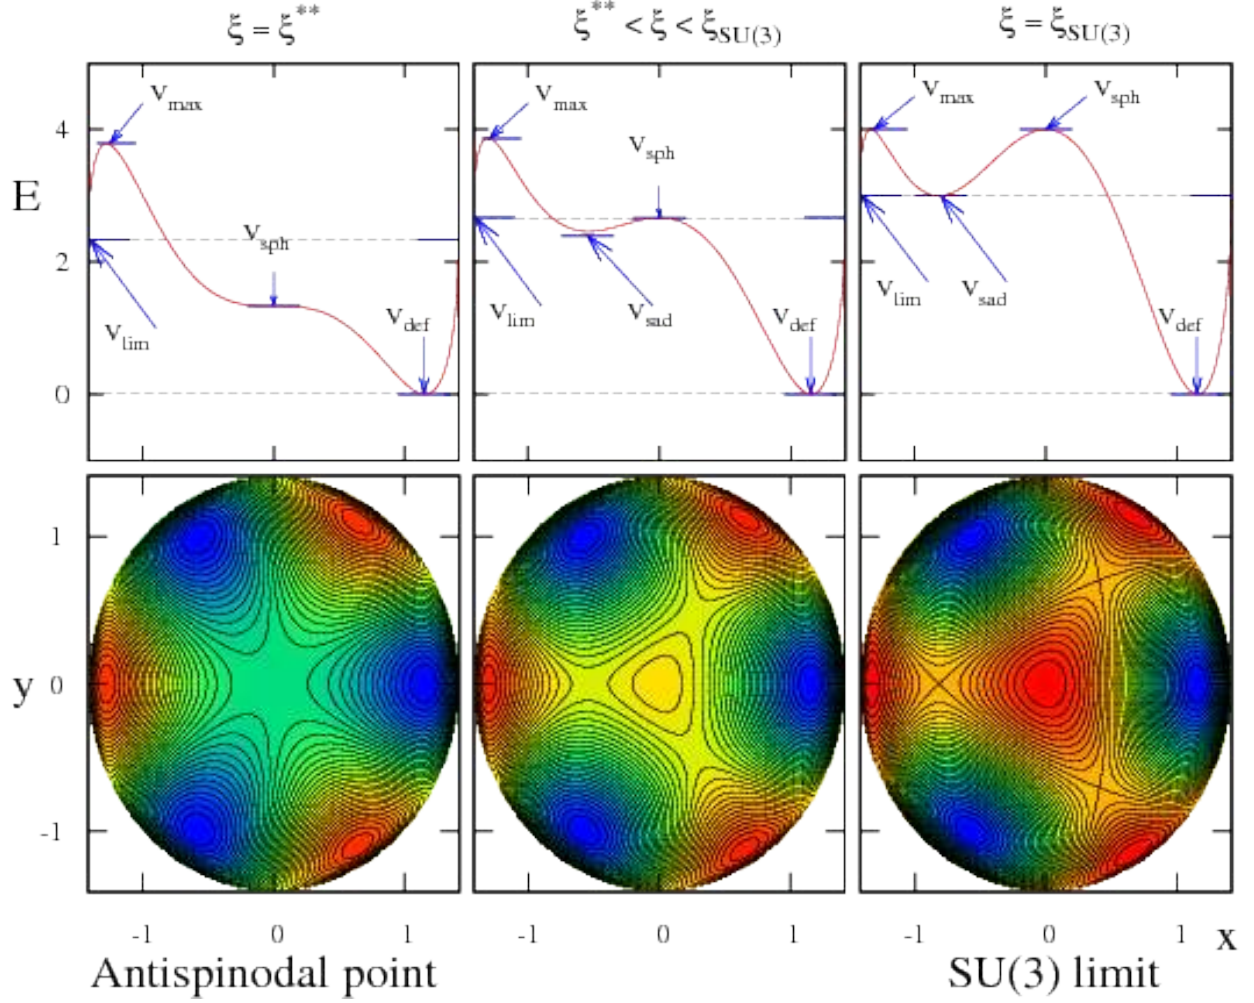 ξ = ξ**
ξ** < ξ < ξSU(3)
ξ = ξSU(3)
E
4
2
0
Vmax
Vsph
Vlim
Vdef
Vmax
Vsph
Vlim
Vsad
Vdef
Vmax
Vsph
Vlim
Vsad
Vdef
y
1
0
-1
-1 0 1
-1 0 1
-1 0 1
x
Antispinodal point
SU(3) limit